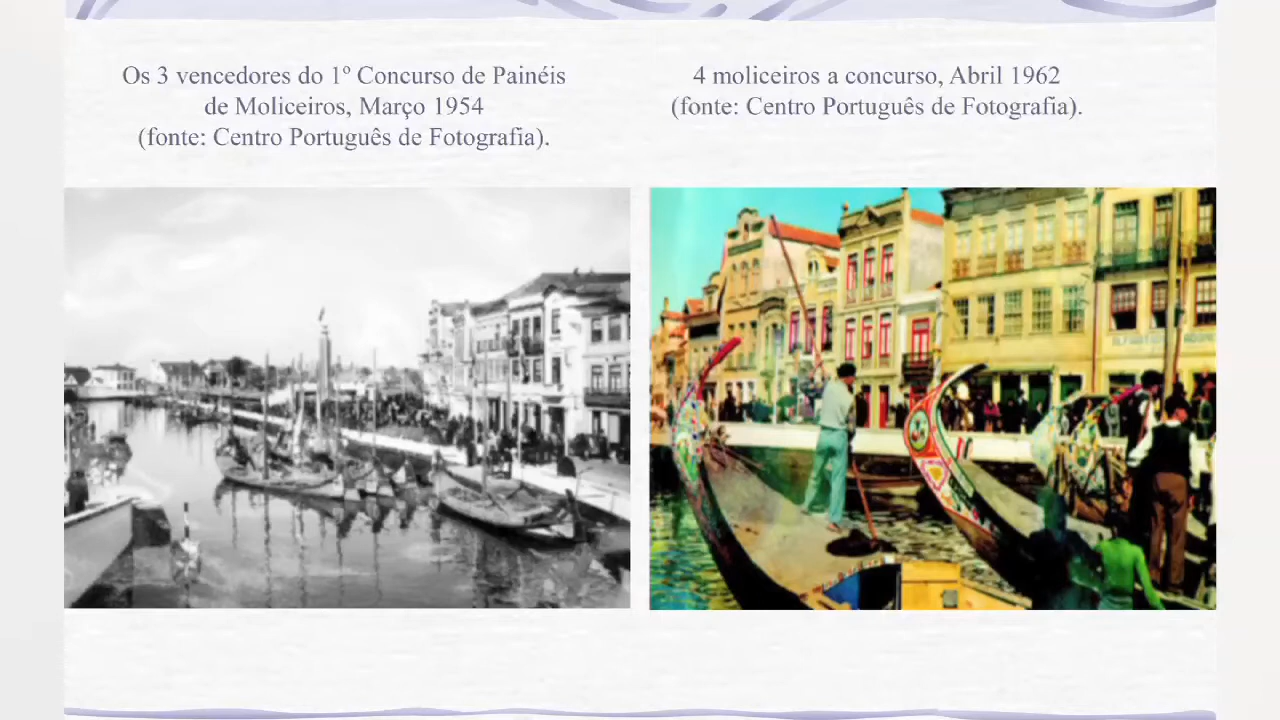 Os 3 vencedores do 1º Concurso de Painéis
de Moliceiros, Março 1954
(fonte: Centro Português de Fotografia).
4 moliceiros a concurso, Abril 1962
(fonte: Centro Português de Fotografia).